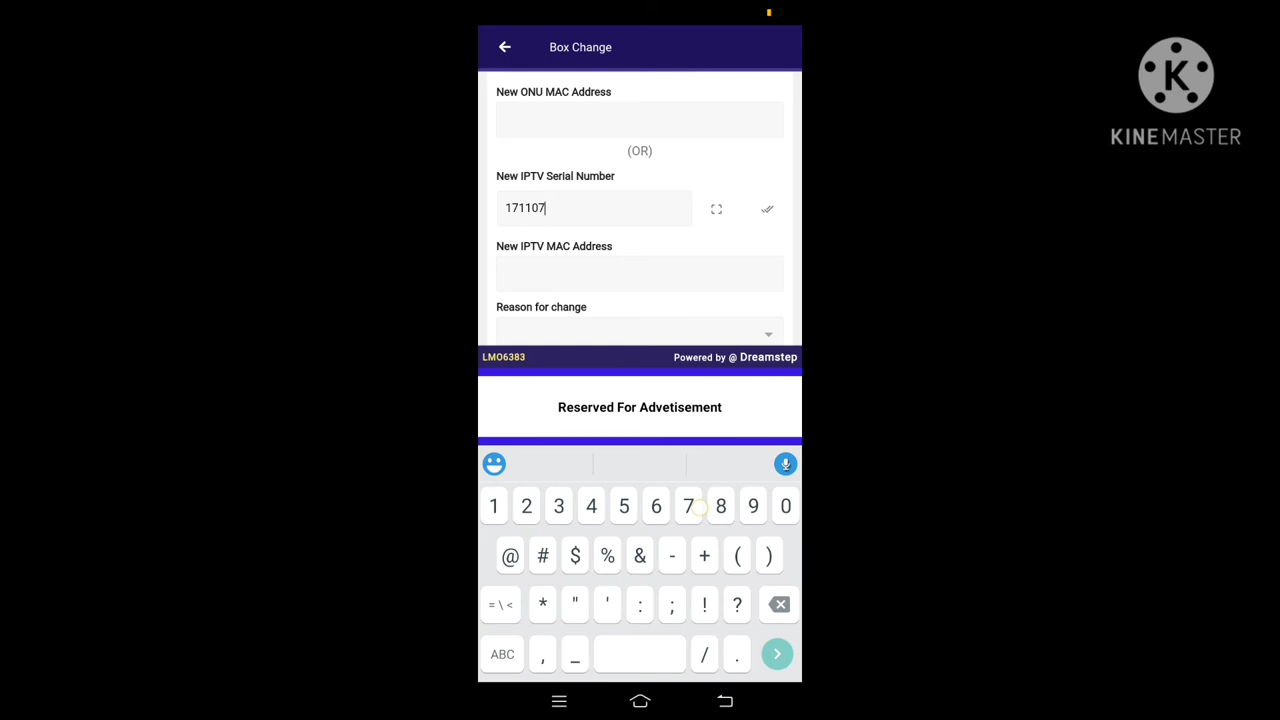 Box Change
New ONU MAC Address
(OR)
New IPTV Serial Number
171107
New IPTV MAC Address
Reason for change
LMO6383 Powered by @ Dreamstep
Reserved For Advetisement
1 2 3 4 5 6 7 8 9 0
@ # $ % & - + ( )
= \ < * " ' : ; ! ?
ABC , _ / .
K
KINEMASTER